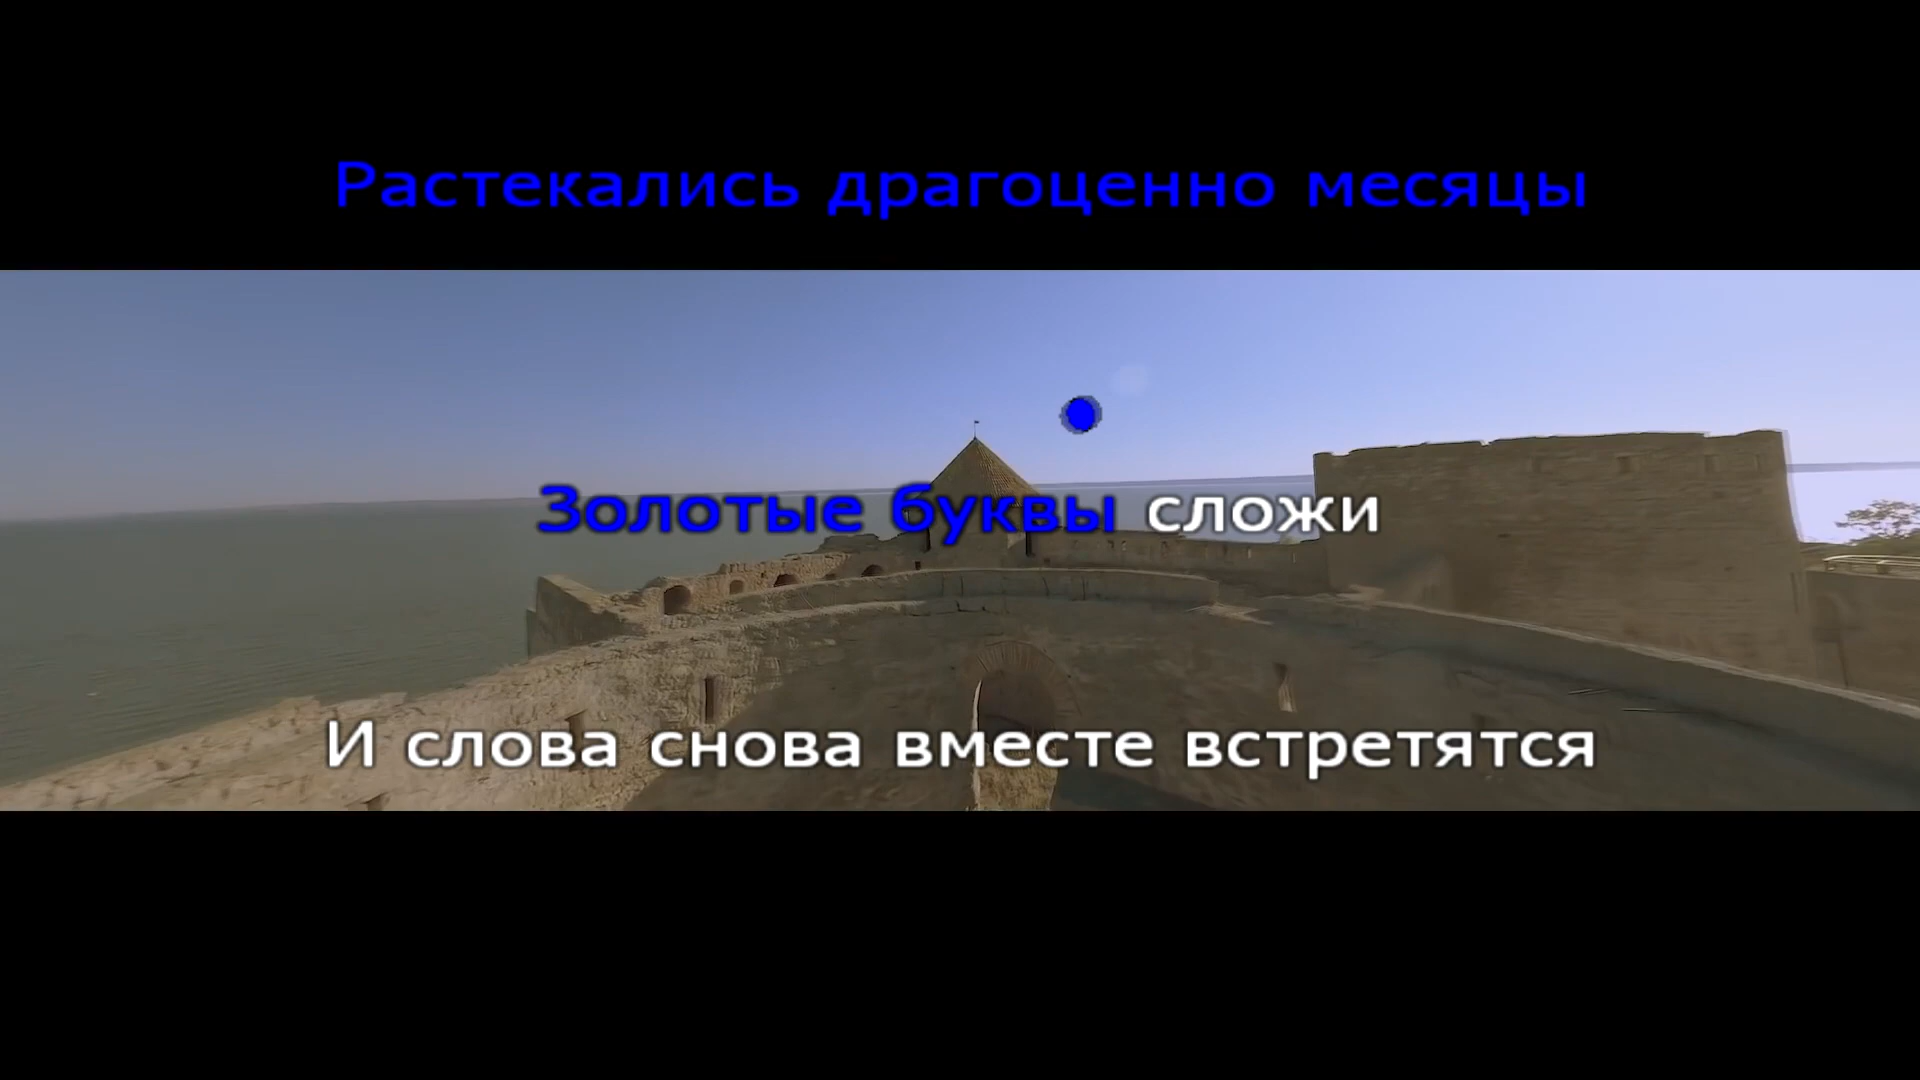 Растекались драгоценно месяцы
Золотые буквы сложи
И слова снова вместе встретятся